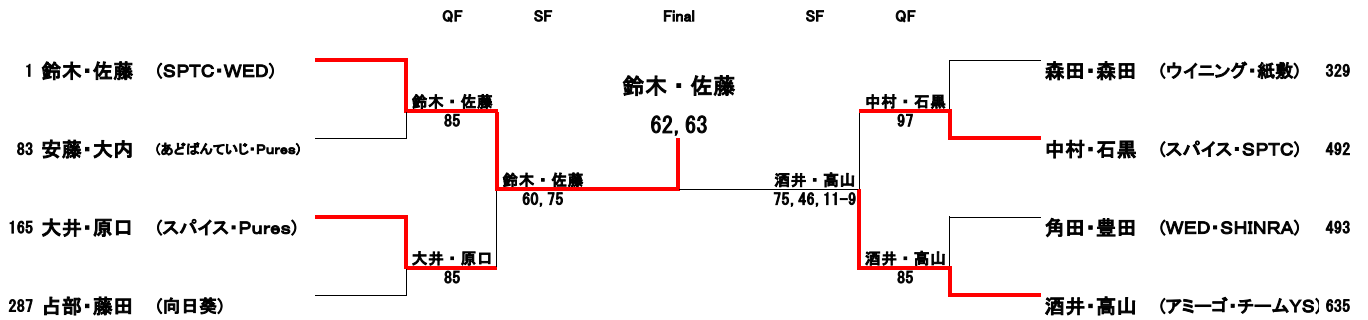 QF SF Final SF QF
1 鈴木・佐藤 (SPTC・WED)
83 安藤・大内 (あどばんていじ・Pures)
165 大井・原口 (スパイス・Pures)
287 占部・藤田 (向日葵)
鈴木・佐藤
85
大井・原口
85
鈴木・佐藤
60,75
鈴木・佐藤
62,63
酒井・高山
75,46,11-9
中村・石黒
97
酒井・高山
85
森田・森田 (ウイニング・紙敷) 329
中村・石黒 (スパイス・SPTC) 492
角田・豊田 (WED・SHINRA) 493
酒井・高山 (アミーゴ・チームYS) 635